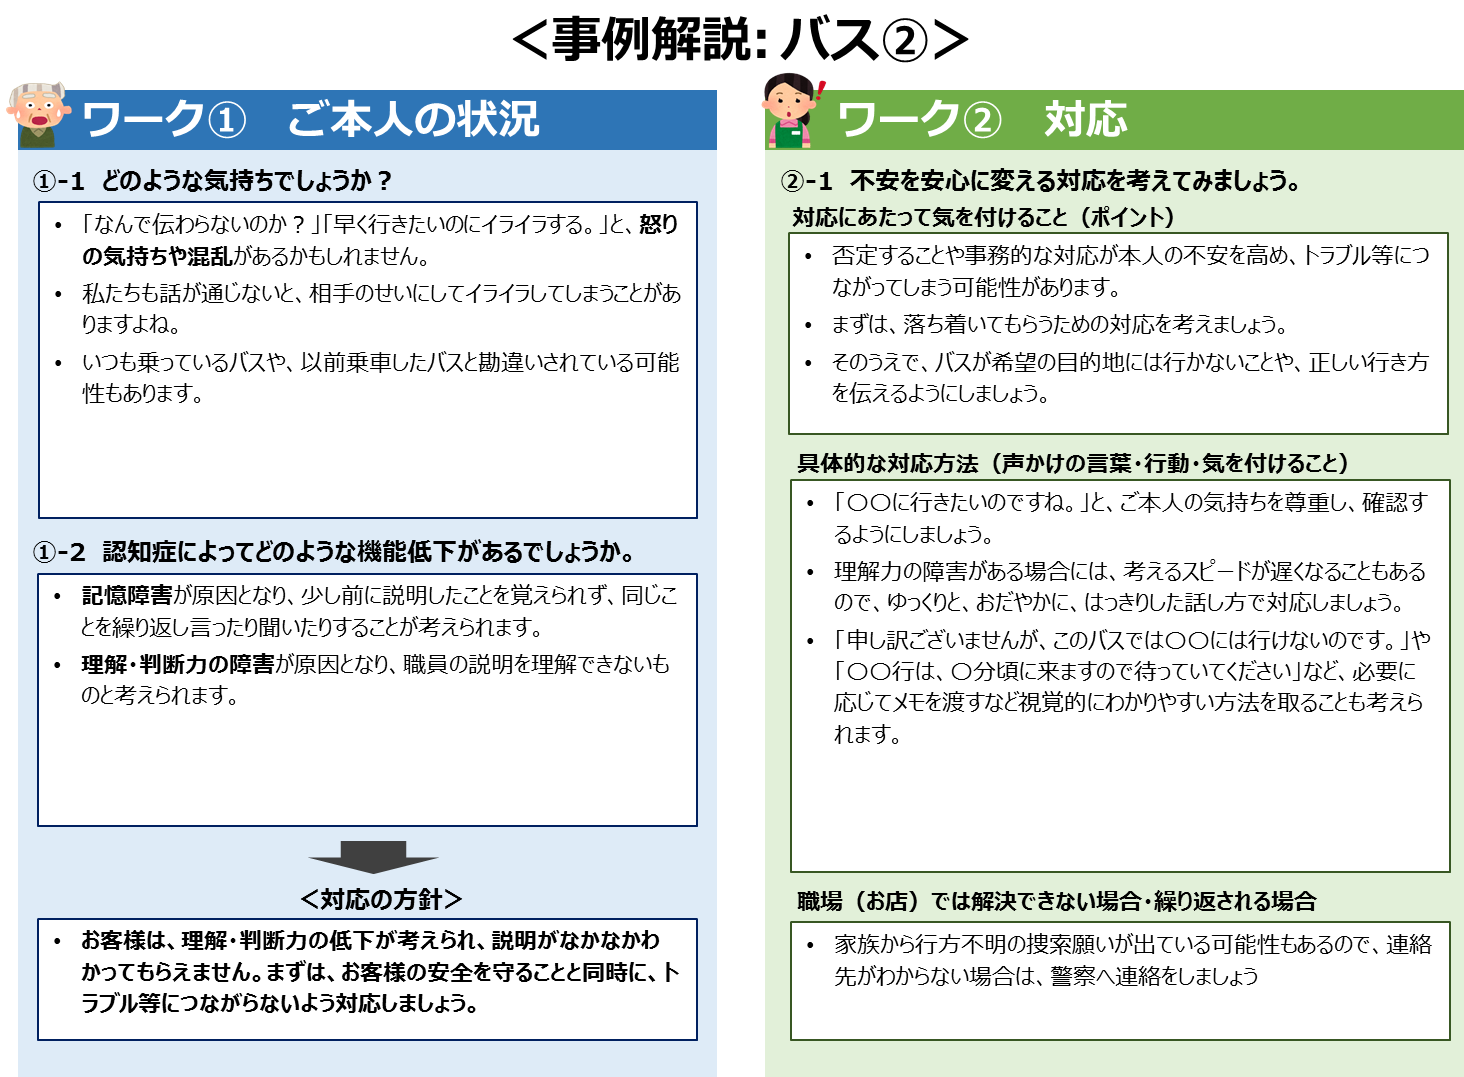 ＜事例解説: バス②＞
ワーク①　ご本人の状況
①-1 どのような気持ちでしょうか？
• 「なんで伝わらないのか？」「早く行きたいのにイライラする。」と、怒り
の気持ちや混乱があるかもしれません。
• 私たちも話が通じないと、相手のせいにしてイライラしてしまうことがあ
りますよね。
• いつも乗っているバスや、以前乗車したバスと勘違いされている可能
性もあります。
①-2 認知症によってどのような機能低下があるでしょうか。
• 記憶障害が原因となり、少し前に説明したことを覚えられず、同じこ
とを繰り返し言ったり聞いたりすることが考えられます。
• 理解・判断力の障害が原因となり、職員の説明を理解できないも
のと考えられます。
＜対応の方針＞
• お客様は、理解・判断力の低下が考えられ、説明がなかなかわ
かってもらえません。まずは、お客様の安全を守ることと同時に、ト
ラブル等につながらないよう対応しましょう。
ワーク②　対応
②-1 不安を安心に変える対応を考えてみましょう。
対応にあたって気を付けること（ポイント）
• 否定することや事務的な対応が本人の不安を高め、トラブル等につ
ながってしまう可能性があります。
• まずは、落ち着いてもらうための対応を考えましょう。
• そのうえで、バスが希望の目的地には行かないことや、正しい行き方
を伝えるようにしましょう。
具体的な対応方法（声かけの言葉・行動・気を付けること）
• 「〇〇に行きたいのですね。」と、ご本人の気持ちを尊重し、確認す
るようにしましょう。
• 理解力の障害がある場合には、考えるスピードが遅くなることもある
ので、ゆっくりと、おだやかに、はっきりした話し方で対応しましょう。
• 「申し訳ございませんが、このバスでは〇〇には行けないのです。」や
「〇〇行は、〇分頃に来ますので待っていてください」など、必要に
応じてメモを渡すなど視覚的にわかりやすい方法を取ることも考えら
れます。
職場（お店）では解決できない場合・繰り返される場合
• 家族から行方不明の捜索願いが出ている可能性もあるので、連絡
先がわからない場合は、警察へ連絡をしましょう